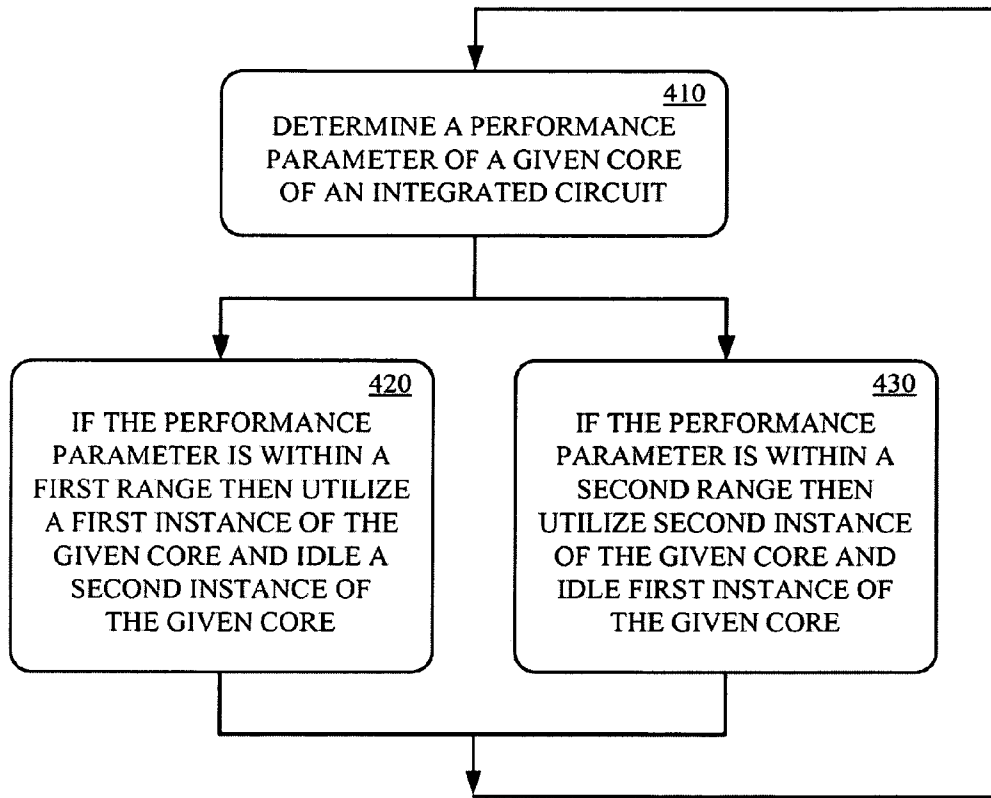 410
DETERMINE A PERFORMANCE
PARAMETER OF A GIVEN CORE
OF AN INTEGRATED CIRCUIT
420
IF THE PERFORMANCE
PARAMETER IS WITHIN A
FIRST RANGE THEN UTILIZE
A FIRST INSTANCE OF THE
GIVEN CORE AND IDLE A
SECOND INSTANCE OF
THE GIVEN CORE
430
IF THE PERFORMANCE
PARAMETER IS WITHIN A
SECOND RANGE THEN
UTILIZE SECOND INSTANCE
OF THE GIVEN CORE AND
IDLE FIRST INSTANCE OF
THE GIVEN CORE